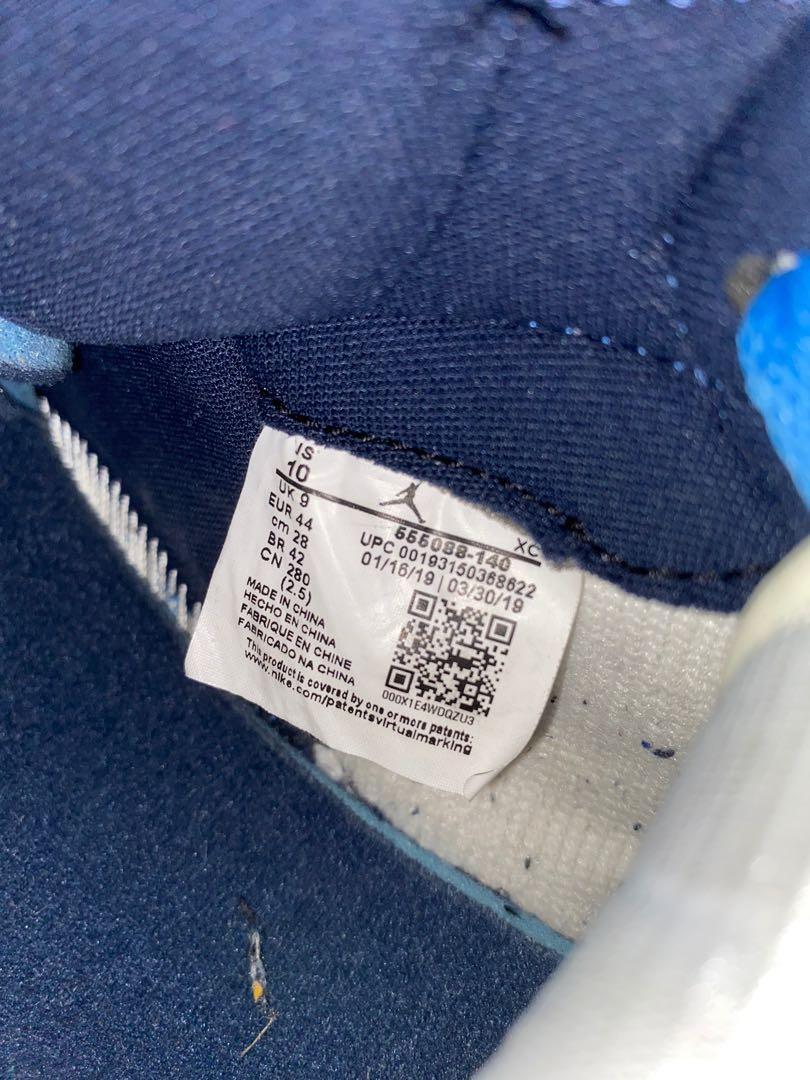 IS
10
UK 9
EUR 44
cm 28
BR 42
CN 280
(2.5)
XC
555088-140
UPC 00193150368622
01/16/19 | 03/30/19
MADE IN CHINA
HECHO EN CHINA
FABRIQUE EN CHINE
FABRICADO NA CHINA
000X1E4WDQZU3
This product is covered by one or more patents:
www.nike.com/patentsvirtualmarking